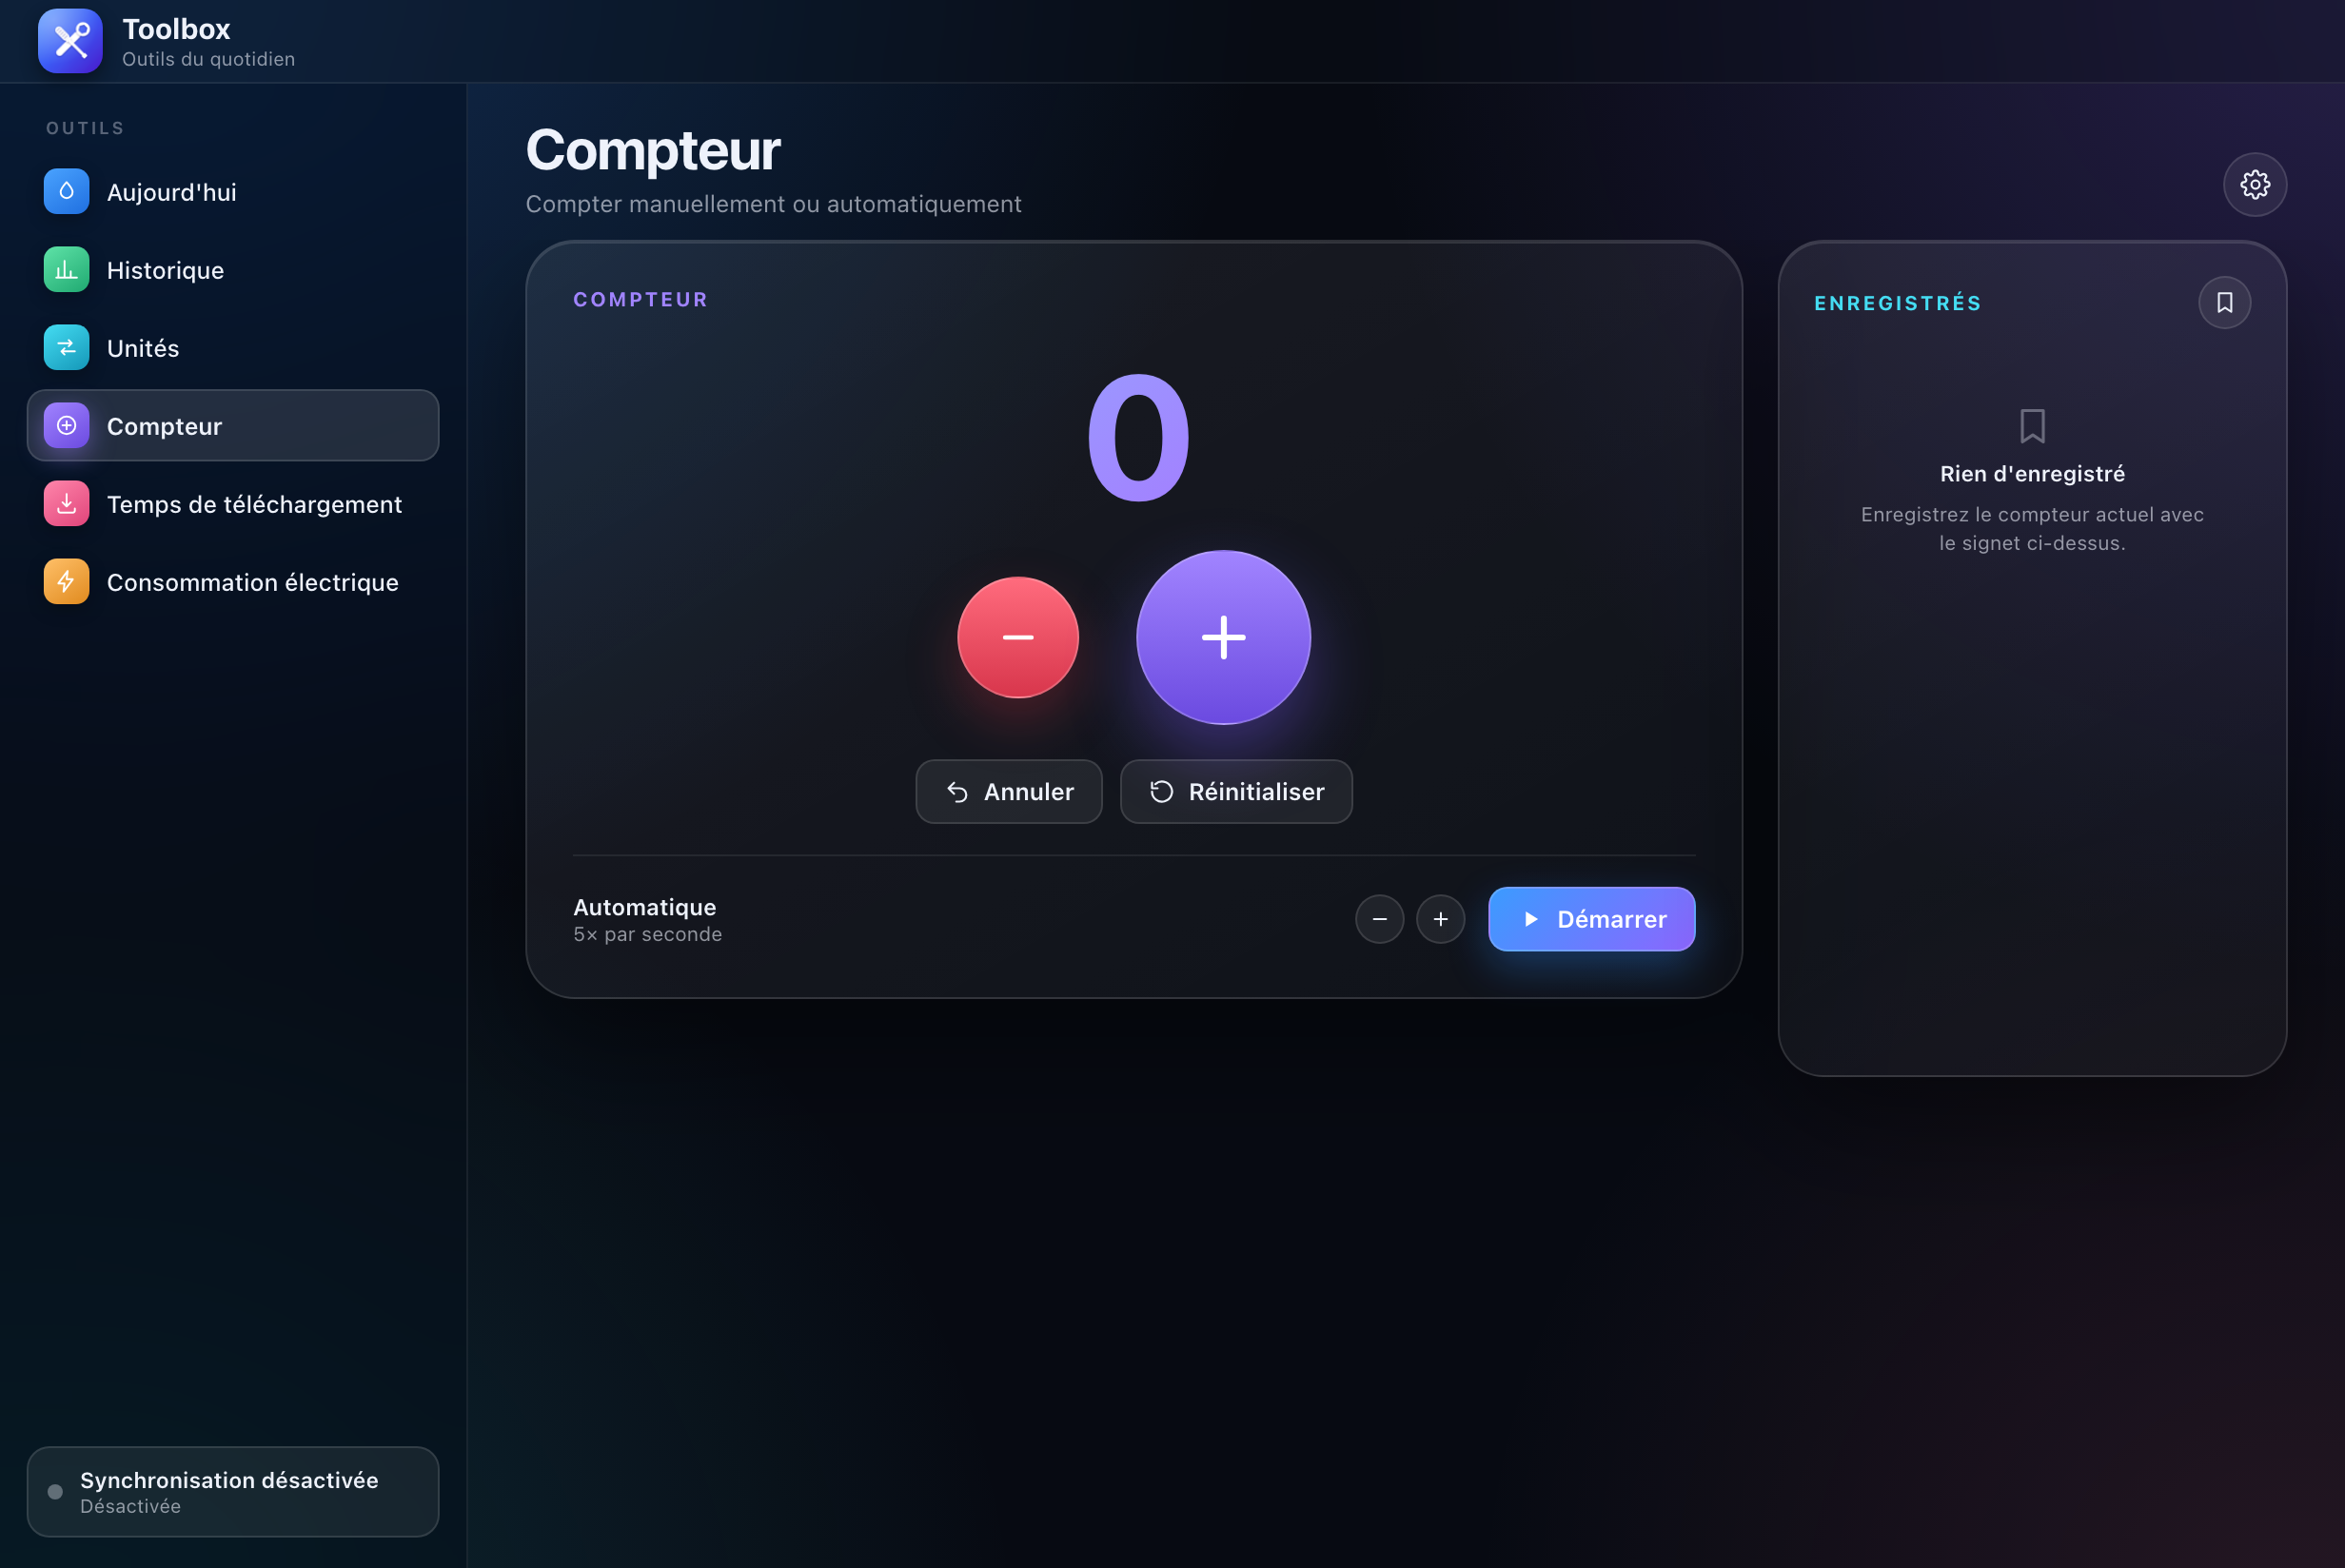 Toolbox
Outils du quotidien
OUTILS
Aujourd'hui
Historique
Unités
Compteur
Temps de téléchargement
Consommation électrique
Synchronisation désactivée
Désactivée
Compteur
Compter manuellement ou automatiquement
COMPTEUR
0
Annuler
Réinitialiser
Automatique
5× par seconde
Démarrer
ENREGISTRÉS
Rien d'enregistré
Enregistrez le compteur actuel avec
le signet ci-dessus.